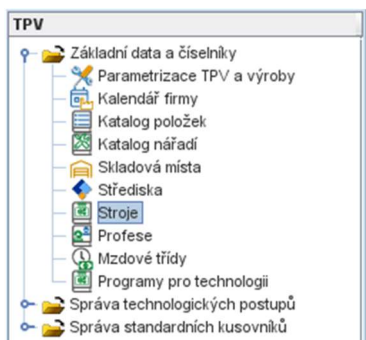 TPV
Základní data a číselníky
Parametrizace TPV a výroby
Kalendář firmy
Katalog položek
Katalog nářadí
Skladová místa
Střediska
Stroje
Profese
Mzdové třídy
Programy pro technologii
Správa technologických postupů
Správa standardních kusovníků